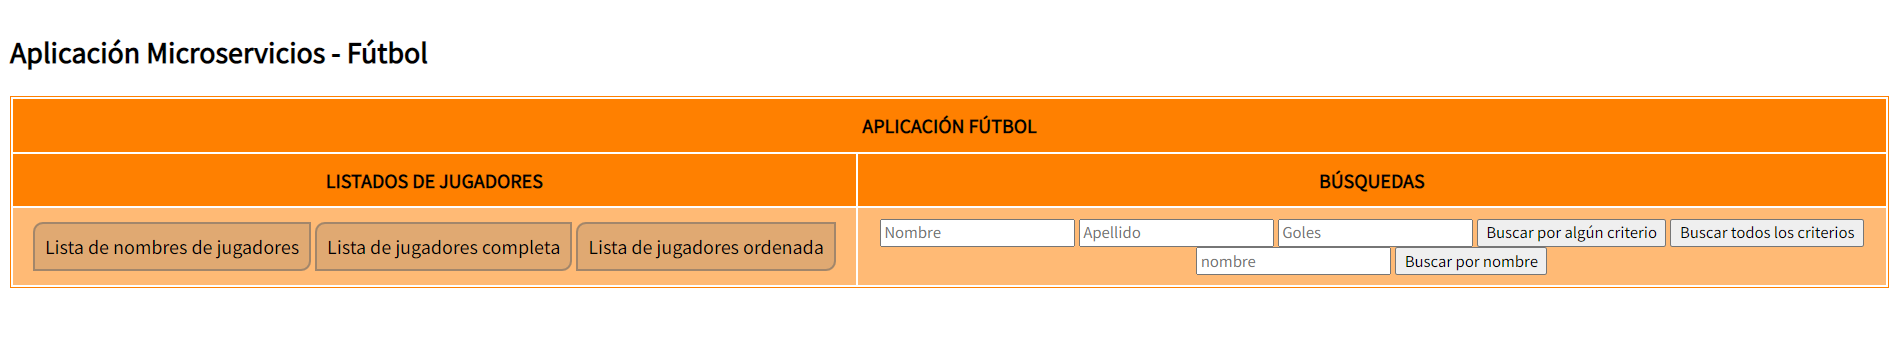 Aplicación Microservicios - Fútbol
APLICACIÓN FÚTBOL
LISTADOS DE JUGADORES
BÚSQUEDAS
Lista de nombres de jugadores Lista de jugadores completa Lista de jugadores ordenada
Nombre Apellido Goles Buscar por algún criterio Buscar todos los criterios
nombre Buscar por nombre